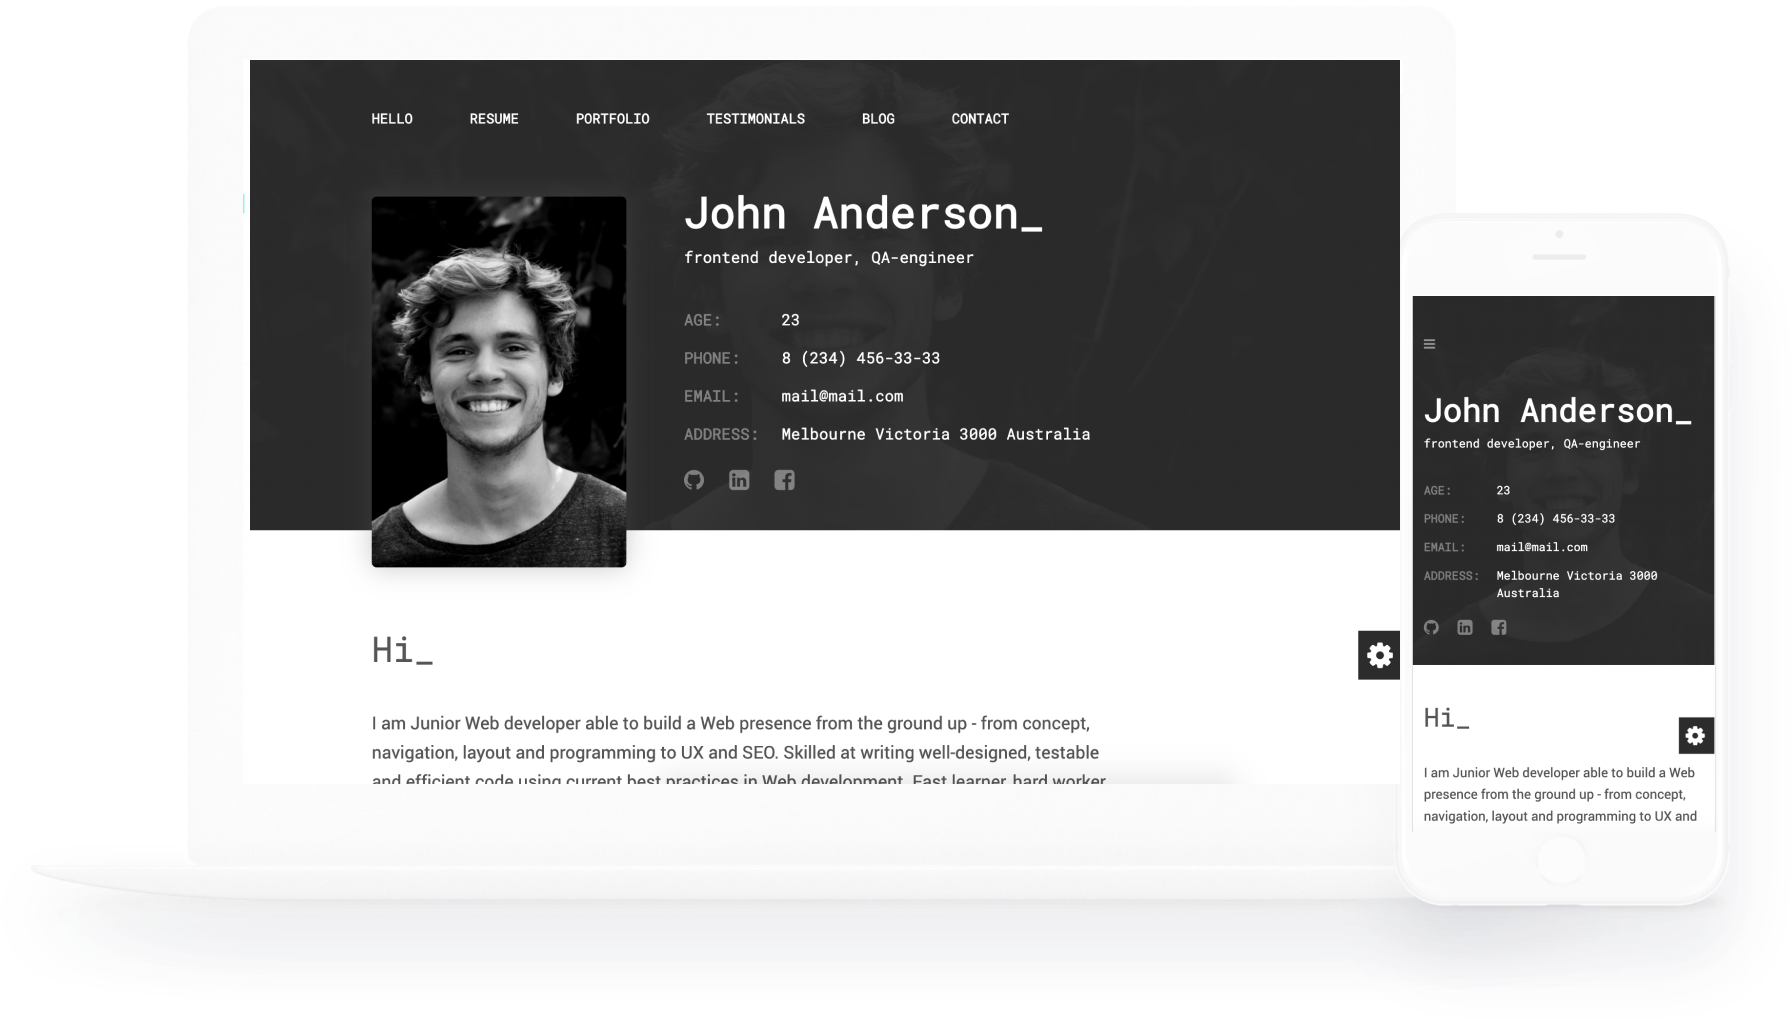 HELLO RESUME PORTFOLIO TESTIMONIALS BLOG CONTACT
John Anderson_
frontend developer, QA-engineer
AGE: 23
PHONE: 8 (234) 456-33-33
EMAIL: mail@mail.com
ADDRESS: Melbourne Victoria 3000 Australia
Hi_
I am Junior Web developer able to build a Web presence from the ground up - from concept,
navigation, layout and programming to UX and SEO. Skilled at writing well-designed, testable
and efficient code using current best practices in Web development. Fast learner, hard worker
John Anderson_
frontend developer, QA-engineer
AGE: 23
PHONE: 8 (234) 456-33-33
EMAIL: mail@mail.com
ADDRESS: Melbourne Victoria 3000
Australia
Hi_
I am Junior Web developer able to build a Web
presence from the ground up - from concept,
navigation, layout and programming to UX and